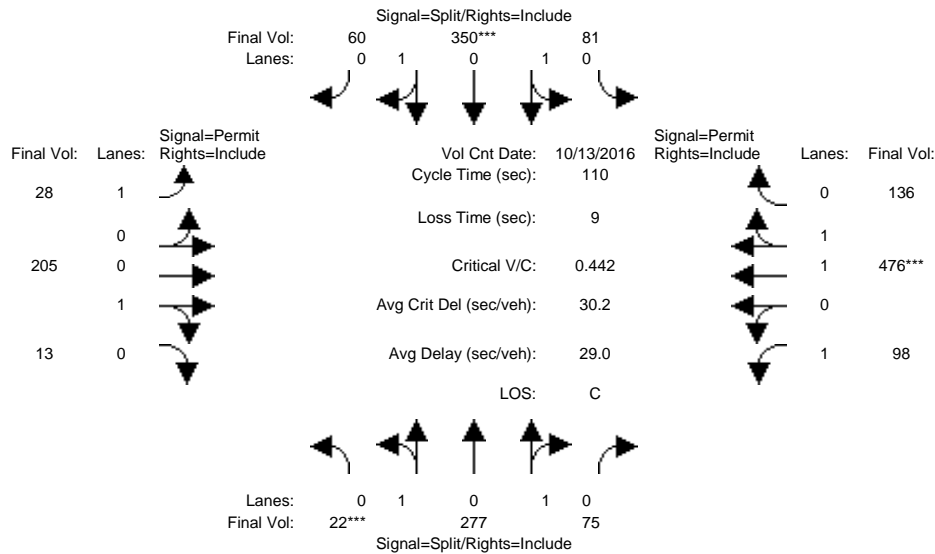 Signal=Split/Rights=Include
Final Vol: 60 350*** 81
Lanes: 0 1 0 1 0
Signal=Permit Signal=Permit
Final Vol: Lanes: Rights=Include Vol Cnt Date: 10/13/2016 Rights=Include Lanes: Final Vol:
Cycle Time (sec): 110
28 1 0 136
Loss Time (sec): 9
0 1
205 0 Critical V/C: 0.442 1 476***
1 Avg Crit Del (sec/veh): 30.2 0
13 0 Avg Delay (sec/veh): 29.0 1 98
LOS: C
Lanes: 0 1 0 1 0
Final Vol: 22*** 277 75
Signal=Split/Rights=Include